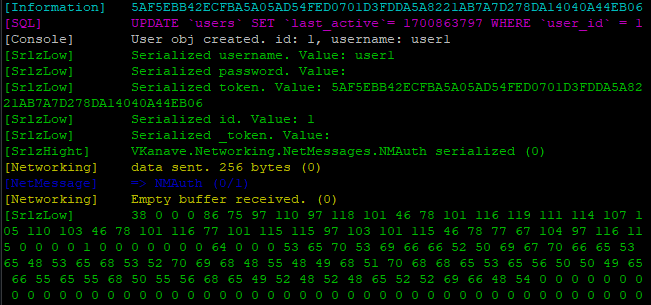 [Information] 5AF5EBB42ECFBA5A05AD54FED0701D3FDDA5A8221AB7A7D278DA14040A44EB06
[SQL] UPDATE `users` SET `last_active`= 1700863797 WHERE `user_id` = 1
[Console] User obj created. id: 1, username: user1
[SrlzLow] Serialized username. Value: user1
[SrlzLow] Serialized password. Value:
[SrlzLow] Serialized token. Value: 5AF5EBB42ECFBA5A05AD54FED0701D3FDDA5A82
21AB7A7D278DA14040A44EB06
[SrlzLow] Serialized id. Value: 1
[SrlzLow] Serialized _token. Value:
[SrlzHight] VKanave.Networking.NetMessages.NMAuth serialized (0)
[Networking] data sent. 256 bytes (0)
[NetMessage] => NMAuth (0/1)
[Networking] Empty buffer received. (0)
[SrlzLow] 38 0 0 0 86 75 97 110 97 118 101 46 78 101 116 119 111 114 107 1
05 110 103 46 78 101 116 77 101 115 115 97 103 101 115 46 78 77 67 104 97 116 11
5 0 0 0 0 1 0 0 0 0 0 0 0 64 0 0 0 53 65 70 53 69 66 66 52 50 69 67 70 66 65 53
65 48 53 65 68 53 52 70 69 68 48 55 48 49 68 51 70 68 68 65 53 65 56 50 50 49 65
66 55 65 55 68 50 55 56 68 65 49 52 48 52 48 65 52 52 69 66 48 54 0 0 0 0 0 0 0
0 0 0 0 0 0 0 0 0 0 0 0 0 0 0 0 0 0 0 0 0 0 0 0 0 0 0 0 0 0 0 0 0 0 0 0 0 0 0 0